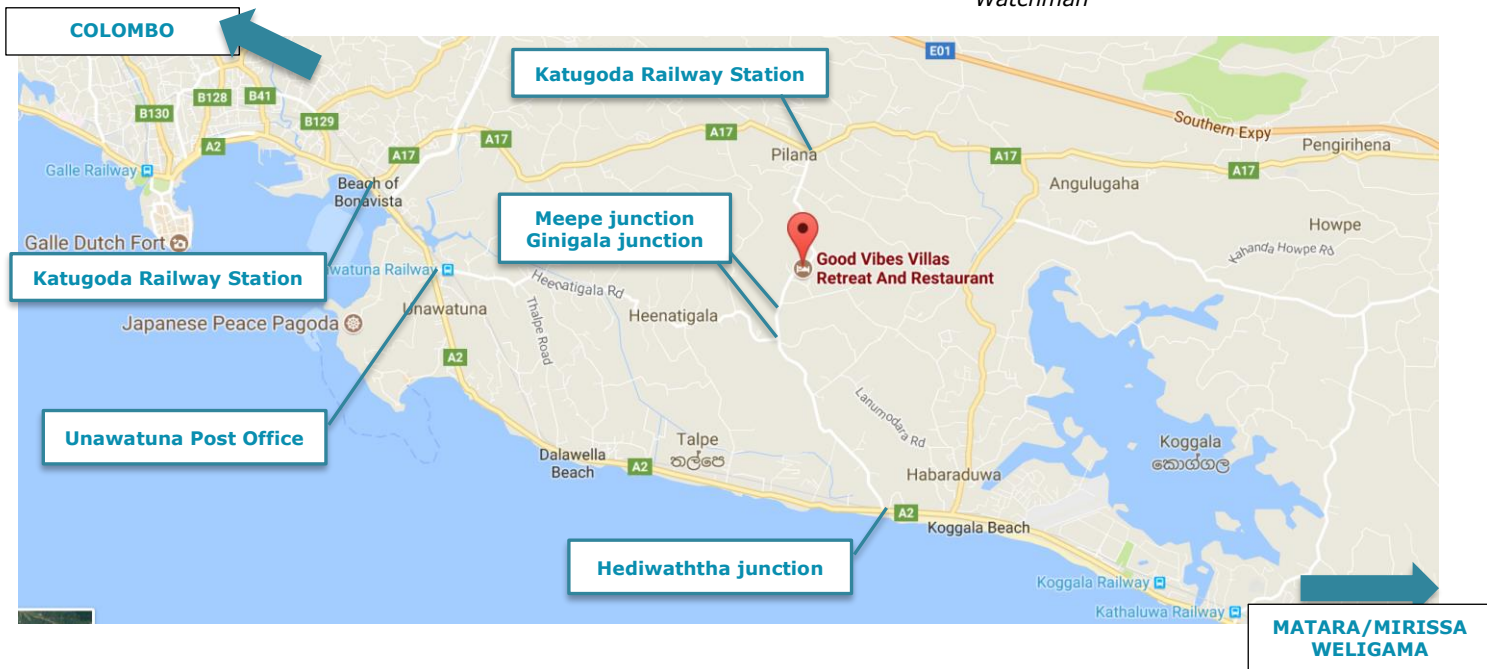 Watchman
COLOMBO
E01
Katugoda Railway Station
B128
B41
B130
B129
A2
A17
A17
A17
A17
A17
Southern Expy
Pengirihena
Pilana
Galle Railway
Beach of
Bonavista
Angulugaha
Meepe junction
Ginigala junction
Howpe
Galle Dutch Fort
Good Vibes Villas
Retreat And Restaurant
Kahanda Howpe Rd
Katugoda Railway Station
watuna Railway
Heenatigala Rd
Unawatuna
Thalpe Road
Heenatigala
Japanese Peace Pagoda
A2
Lanumodara Rd
Unawatuna Post Office
Talpe
තල්පෙ
Koggala
කොග්ගල
Dalawella
Beach
A2
Habaraduwa
A2
Koggala Beach
Hediwaththa junction
Koggala Railway
Kathaluwa Railway
MATARA/MIRISSA
WELIGAMA